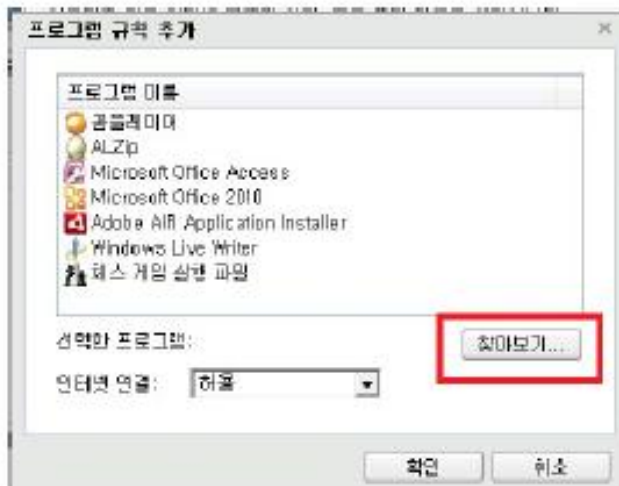 프로그램 규칙 추가
프로그램 이름
곰플레이어
ALZip
Microsoft Office Access
Microsoft Office 2010
Adobe AIR Application Installer
Windows Live Writer
체스 게임 실행 파일
선택한 프로그램:
찾아보기...
인터넷 연결: 허용
확인 취소